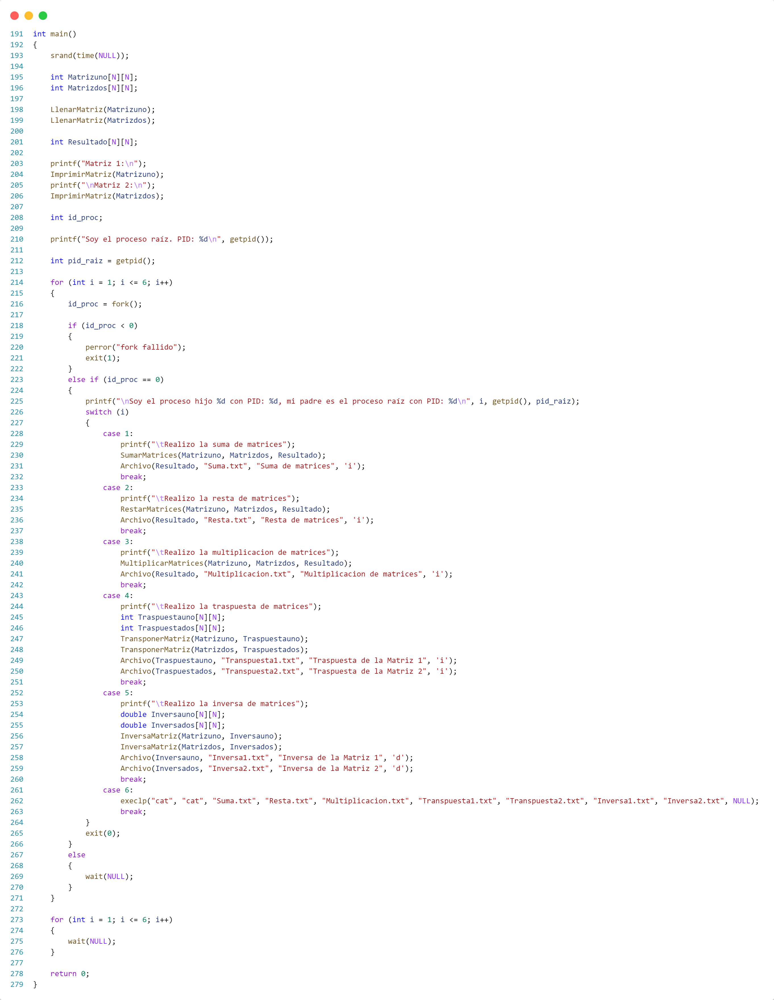 191 int main()
192 {
193     srand(time(NULL));
194
195     int Matrizuno[N][N];
196     int Matrizdos[N][N];
197
198     LlenarMatriz(Matrizuno);
199     LlenarMatriz(Matrizdos);
200
201     int Resultado[N][N];
202
203     printf("Matriz 1:\n");
204     ImprimirMatriz(Matrizuno);
205     printf("\nMatriz 2:\n");
206     ImprimirMatriz(Matrizdos);
207
208     int id_proc;
209
210     printf("Soy el proceso raíz. PID: %d\n", getpid());
211
212     int pid_raiz = getpid();
213
214     for (int i = 1; i <= 6; i++)
215     {
216         id_proc = fork();
217
218         if (id_proc < 0)
219         {
220             perror("fork fallido");
221             exit(1);
222         }
223         else if (id_proc == 0)
224         {
225             printf("\nSoy el proceso hijo %d con PID: %d, mi padre es el proceso raíz con PID: %d\n", i, getpid(), pid_raiz);
226             switch (i)
227             {
228                 case 1:
229                     printf("\tRealizo la suma de matrices");
230                     SumarMatrices(Matrizuno, Matrizdos, Resultado);
231                     Archivo(Resultado, "Suma.txt", "Suma de matrices", 'i');
232                     break;
233                 case 2:
234                     printf("\tRealizo la resta de matrices");
235                     RestarMatrices(Matrizuno, Matrizdos, Resultado);
236                     Archivo(Resultado, "Resta.txt", "Resta de matrices", 'i');
237                     break;
238                 case 3:
239                     printf("\tRealizo la multiplicacion de matrices");
240                     MultiplicarMatrices(Matrizuno, Matrizdos, Resultado);
241                     Archivo(Resultado, "Multiplicacion.txt", "Multiplicacion de matrices", 'i');
242                     break;
243                 case 4:
244                     printf("\tRealizo la traspuesta de matrices");
245                     int Traspuestauno[N][N];
246                     int Traspuestados[N][N];
247                     TransponerMatriz(Matrizuno, Traspuestauno);
248                     TransponerMatriz(Matrizdos, Traspuestados);
249                     Archivo(Traspuestauno, "Transpuesta1.txt", "Traspuesta de la Matriz 1", 'i');
250                     Archivo(Traspuestados, "Transpuesta2.txt", "Traspuesta de la Matriz 2", 'i');
251                     break;
252                 case 5:
253                     printf("\tRealizo la inversa de matrices");
254                     double Inversauno[N][N];
255                     double Inversados[N][N];
256                     InversaMatriz(Matrizuno, Inversauno);
257                     InversaMatriz(Matrizdos, Inversados);
258                     Archivo(Inversauno, "Inversa1.txt", "Inversa de la Matriz 1", 'd');
259                     Archivo(Inversados, "Inversa2.txt", "Inversa de la Matriz 2", 'd');
260                     break;
261                 case 6:
262                     execlp("cat", "cat", "Suma.txt", "Resta.txt", "Multiplicacion.txt", "Transpuesta1.txt", "Transpuesta2.txt", "Inversa1.txt", "Inversa2.txt", NULL);
263                     break;
264             }
265             exit(0);
266         }
267         else
268         {
269             wait(NULL);
270         }
271     }
272
273     for (int i = 1; i <= 6; i++)
274     {
275         wait(NULL);
276     }
277
278     return 0;
279 }